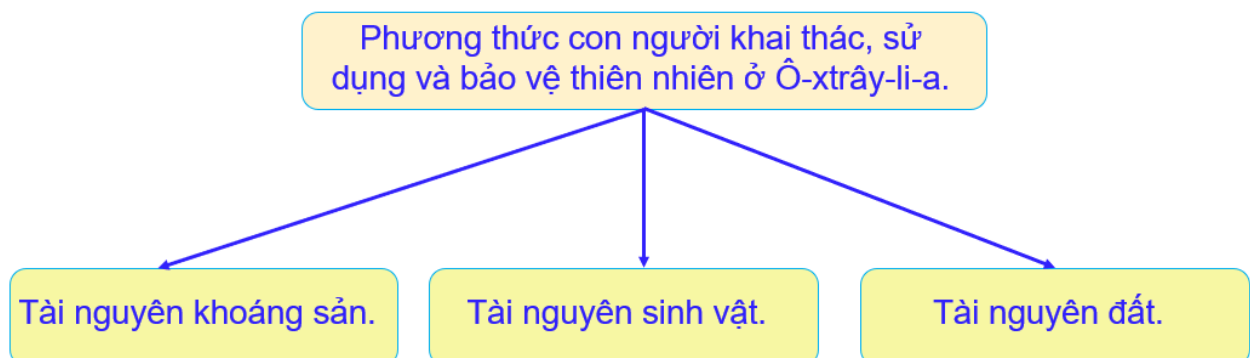 Phương thức con người khai thác, sử
dụng và bảo vệ thiên nhiên ở Ô-xtrây-li-a.
Tài nguyên khoáng sản.
Tài nguyên sinh vật.
Tài nguyên đất.